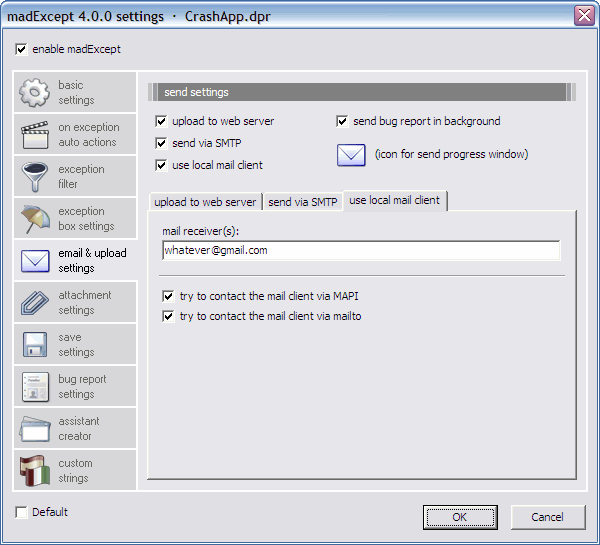 madExcept 4.0.0 settings · CrashApp.dpr
enable madExcept
basic
settings
on exception
auto actions
exception
filter
exception
box settings
email & upload
settings
attachment
settings
save
settings
bug report
settings
assistant
creator
custom
strings
send settings
upload to web server
send bug report in background
send via SMTP
use local mail client
(icon for send progress window)
upload to web server
send via SMTP
use local mail client
mail receiver(s):
whatever@gmail.com
try to contact the mail client via MAPI
try to contact the mail client via mailto
Default
OK
Cancel